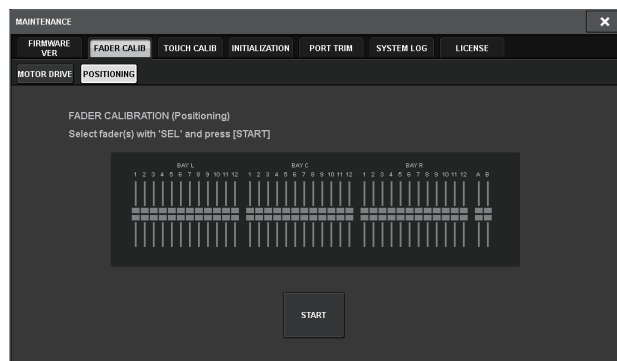 MAINTENANCE
FIRMWARE VER
FADER CALIB
TOUCH CALIB
INITIALIZATION
PORT TRIM
SYSTEM LOG
LICENSE
MOTOR DRIVE
POSITIONING
FADER CALIBRATION (Positioning)
Select fader(s) with 'SEL' and press [START]
BAY L BAY C BAY R
1 2 3 4 5 6 7 8 9 10 11 12 1 2 3 4 5 6 7 8 9 10 11 12 1 2 3 4 5 6 7 8 9 10 11 12 A B
START